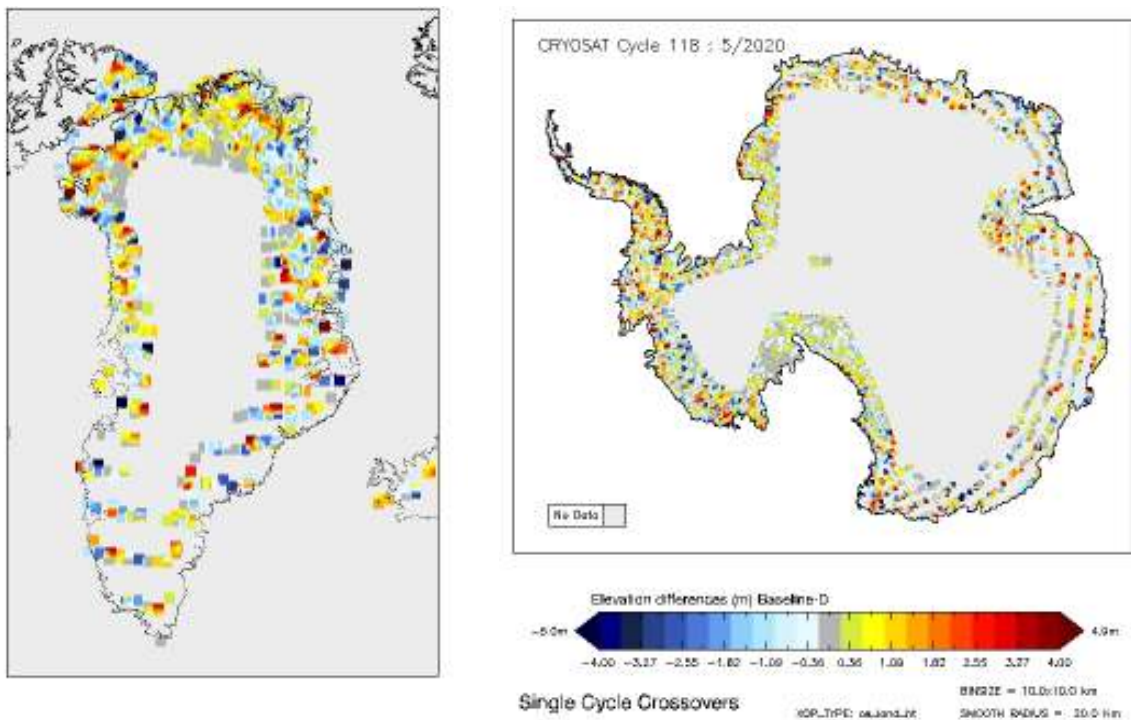 CRYOSAT Cycle 118 : 5/2020
No Data
Elevation differences (m) Baseline-D
4.9m
-4.00 -3.27 -2.55 -1.82 -1.09 -0.36 0.36 1.09 1.82 2.55 3.27 4.00
Single Cycle Crossovers
BINSIZE = 10.0x10.0 km
SMOOTH RADIUS = 20.0 Km